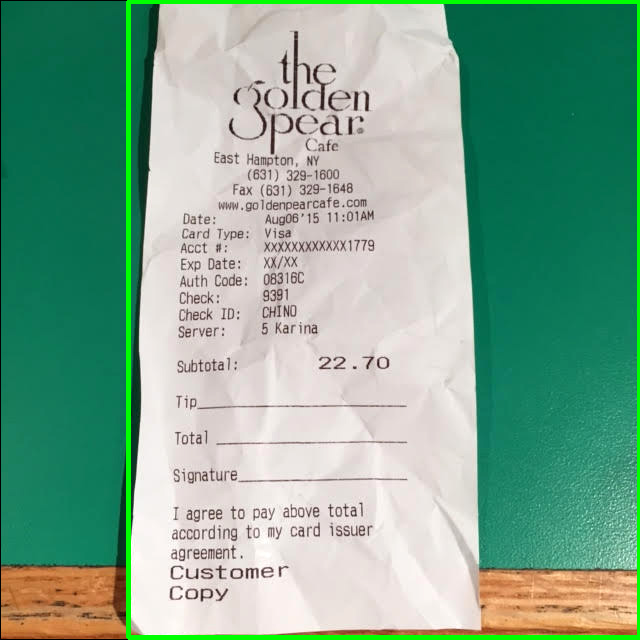 the
golden
pear®
Cafe
East Hampton, NY
(631) 329-1600
Fax (631) 329-1648
www.goldenpearcafe.com
Date: Aug06'15 11:01AM
Card Type: Visa
Acct #: XXXXXXXXXXXX1779
Exp Date: XX/XX
Auth Code: 08316C
Check: 9391
Check ID: CHINO
Server: 5 Karina
Subtotal: 22.70
Tip
Total
Signature
I agree to pay above total
according to my card issuer
agreement.
Customer
Copy